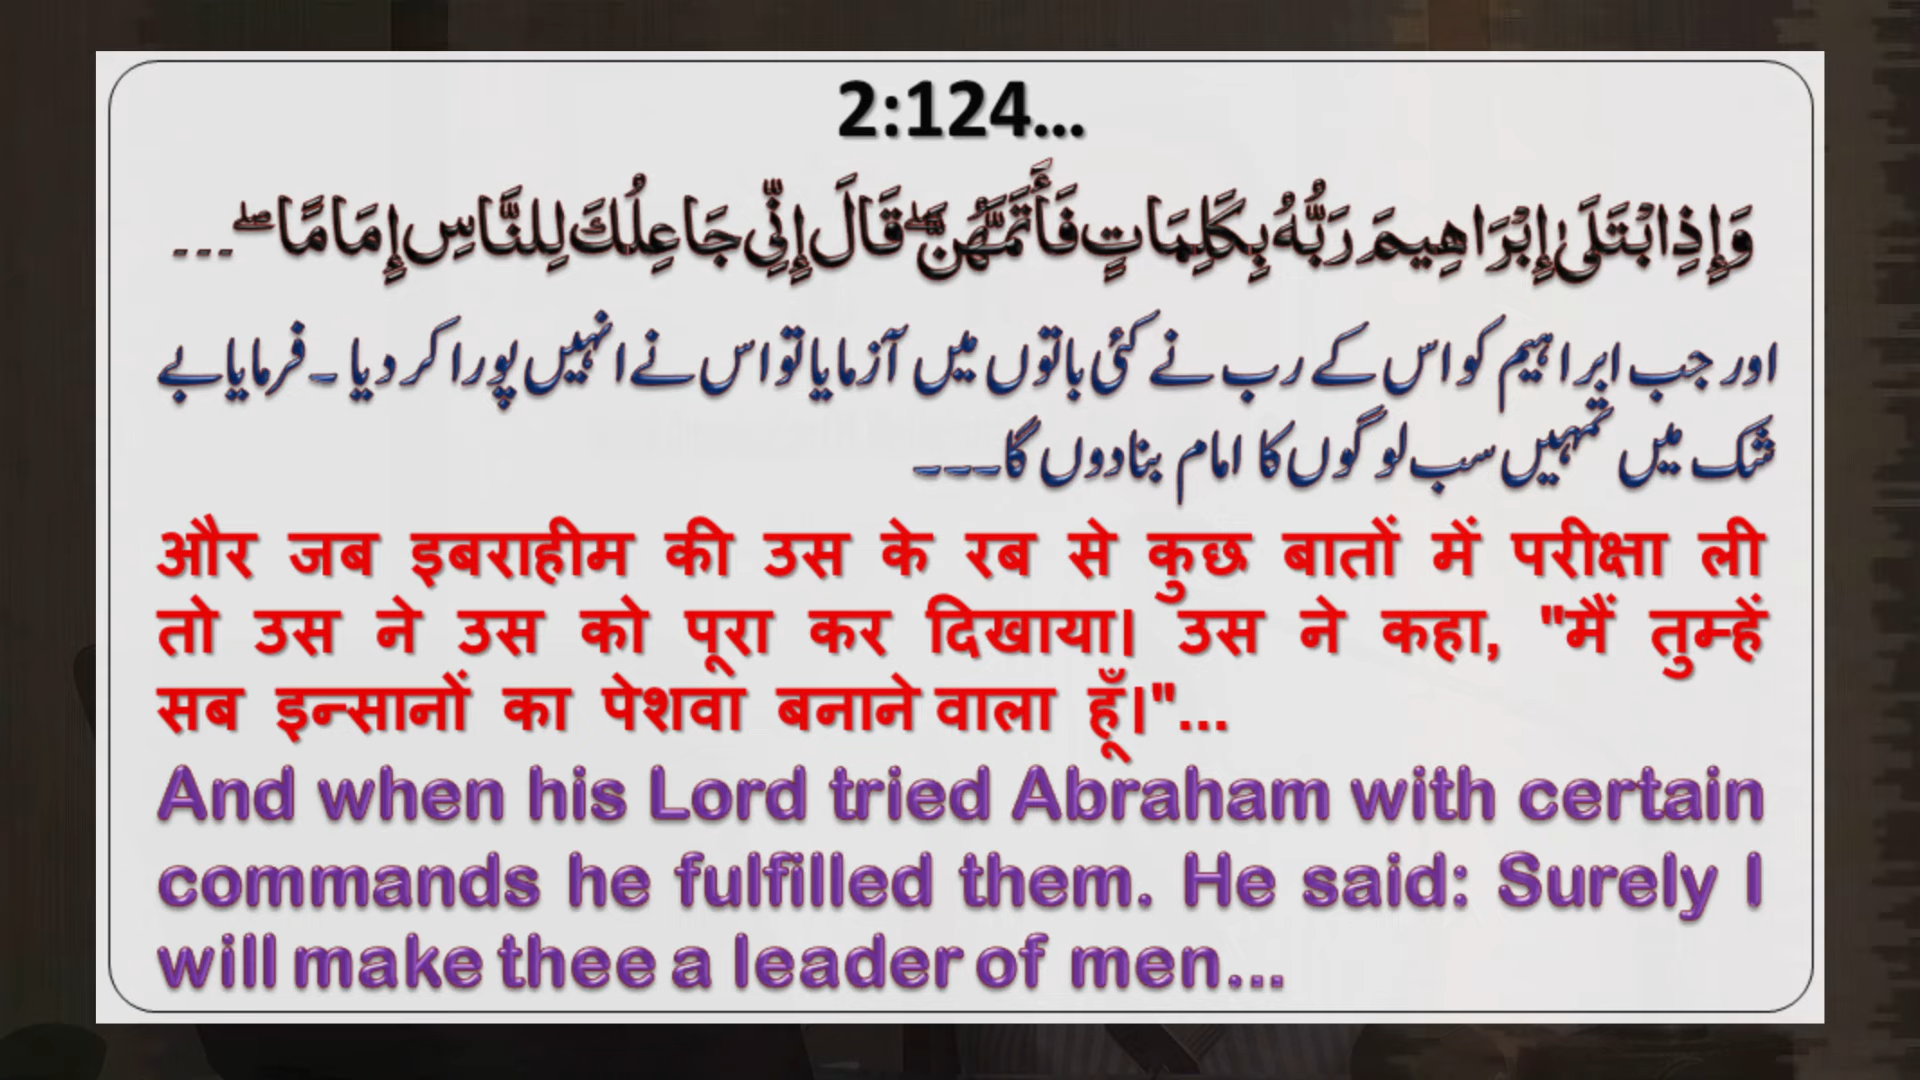 2:124...
وَإِذِ ابْتَلَىٰ إِبْرَاهِيمَ رَبُّهُ بِكَلِمَاتٍ فَأَتَمَّهُنَّ ۖ قَالَ إِنِّي جَاعِلُكَ لِلنَّاسِ إِمَامًا ۖ ---
اور جب ابراہیم کو اس کے رب نے کئی باتوں میں آزمایا تو اس نے انہیں پورا کر دیا ۔ فرمایا بے
شک میں تمہیں سب لوگوں کا امام بنا دوں گا۔۔۔
और जब इबराहीम की उस के रब से कुछ बातों में परीक्षा ली
तो उस ने उस को पूरा कर दिखाया। उस ने कहा, "मैं तुम्हें
सब इन्सानों का पेशवा बनाने वाला हूँ।"...
And when his Lord tried Abraham with certain
commands he fulfilled them. He said: Surely I
will make thee a leader of men...